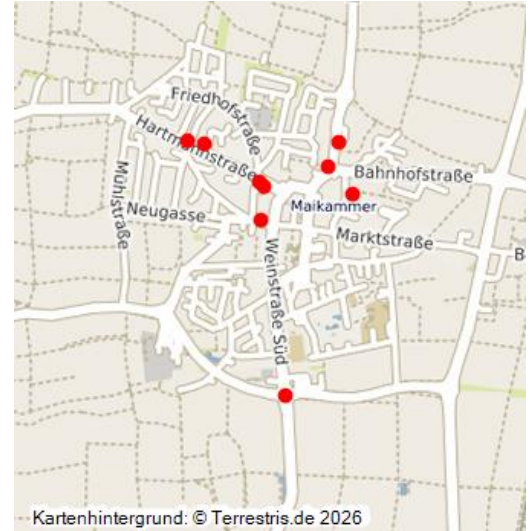 Friedhofstraße
Hartmannstraße
Mühlstraße
Neugasse
Bahnhofstraße
Maikammer
Marktstraße
B
Weinstraße Süd
Kartenhintergrund: © Terrestris.de 2026